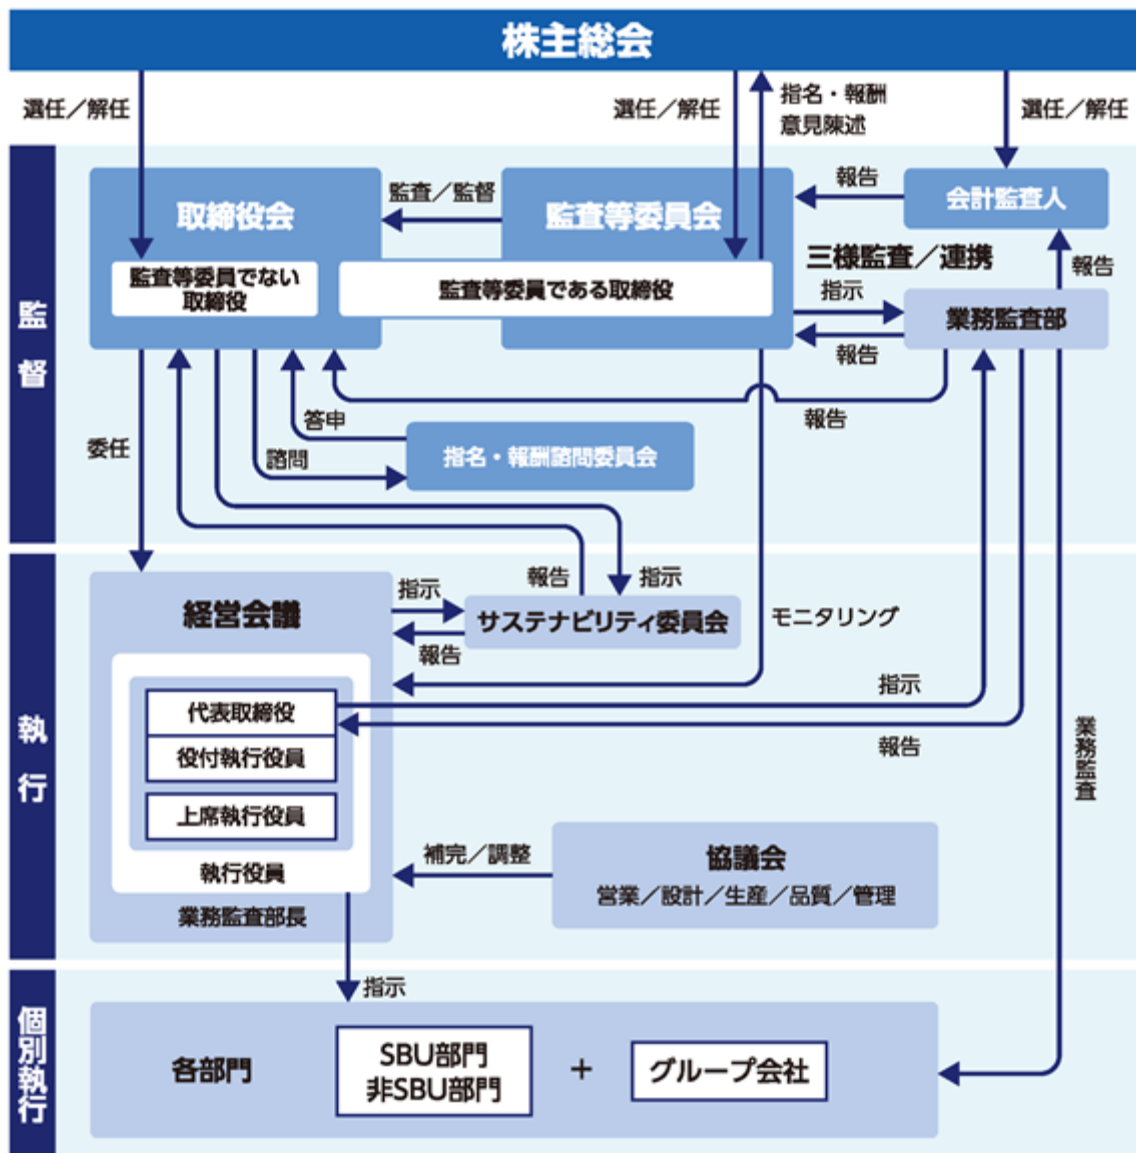 株主総会
選任／解任
選任／解任
指名・報酬
意見陳述
選任／解任
監督
取締役会
監査／監督
監査等委員会
報告
会計監査人
監査等委員でない
取締役
監査等委員である取締役
三様監査／連携
報告
指示
業務監査部
報告
報告
委任
答申
諮問
指名・報酬諮問委員会
執行
経営会議
指示
報告
指示
サステナビリティ委員会
報告
モニタリング
代表取締役
役付執行役員
上席執行役員
執行役員
業務監査部長
指示
報告
業務監査
補完／調整
協議会
営業／設計／生産／品質／管理
指示
個別執行
各部門
SBU部門
非SBU部門
+
グループ会社